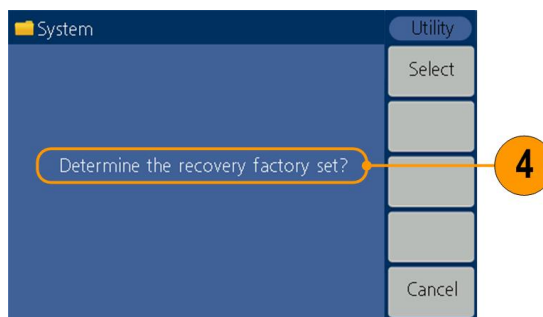 System
Utility
Select
Determine the recovery factory set?
4
Cancel